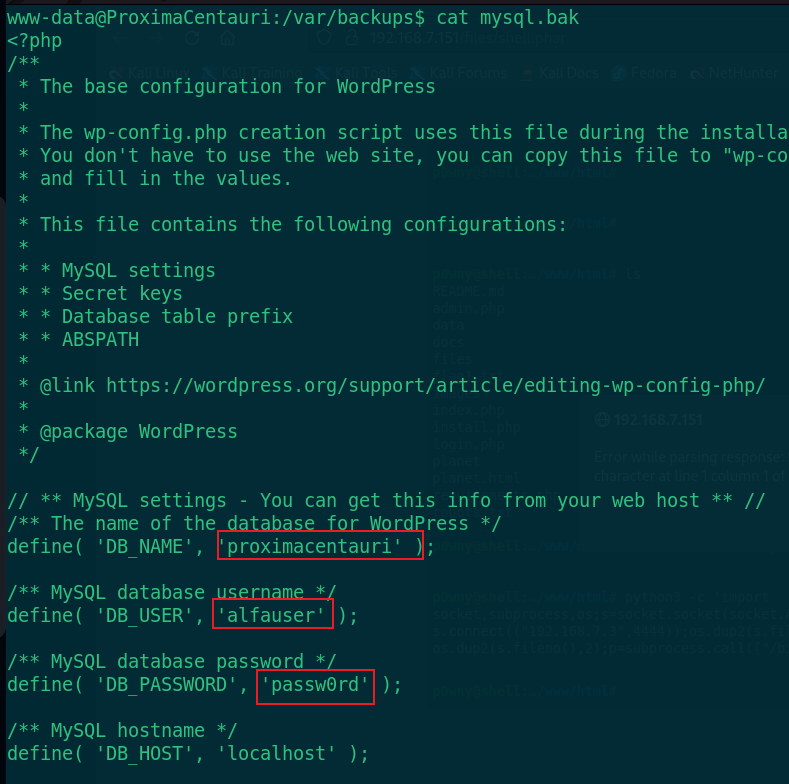 www-data@ProximaCentauri:/var/backups$ cat mysql.bak
<?php
/**
 * The base configuration for WordPress
 *
 * The wp-config.php creation script uses this file during the installa
 * You don't have to use the web site, you can copy this file to "wp-co
 * and fill in the values.
 *
 * This file contains the following configurations:
 *
 * * MySQL settings
 * * Secret keys
 * * Database table prefix
 * * ABSPATH
 *
 * @link https://wordpress.org/support/article/editing-wp-config-php/
 *
 * @package WordPress
 */
// ** MySQL settings - You can get this info from your web host ** //
/** The name of the database for WordPress */
define( 'DB_NAME', 'proximacentauri' );
/** MySQL database username */
define( 'DB_USER', 'alfauser' );
/** MySQL database password */
define( 'DB_PASSWORD', 'passw0rd' );
/** MySQL hostname */
define( 'DB_HOST', 'localhost' );